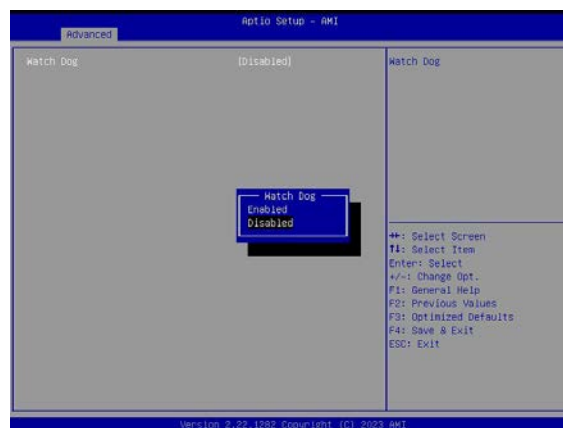 Aptio Setup - AMI
Advanced
Watch Dog [Disabled] Watch Dog
Watch Dog
Enabled
Disabled
→←: Select Screen
↑↓: Select Item
Enter: Select
+/-: Change Opt.
F1: General Help
F2: Previous Values
F3: Optimized Defaults
F4: Save & Exit
ESC: Exit
Version 2.22.1282 Copyright (C) 2023 AMI